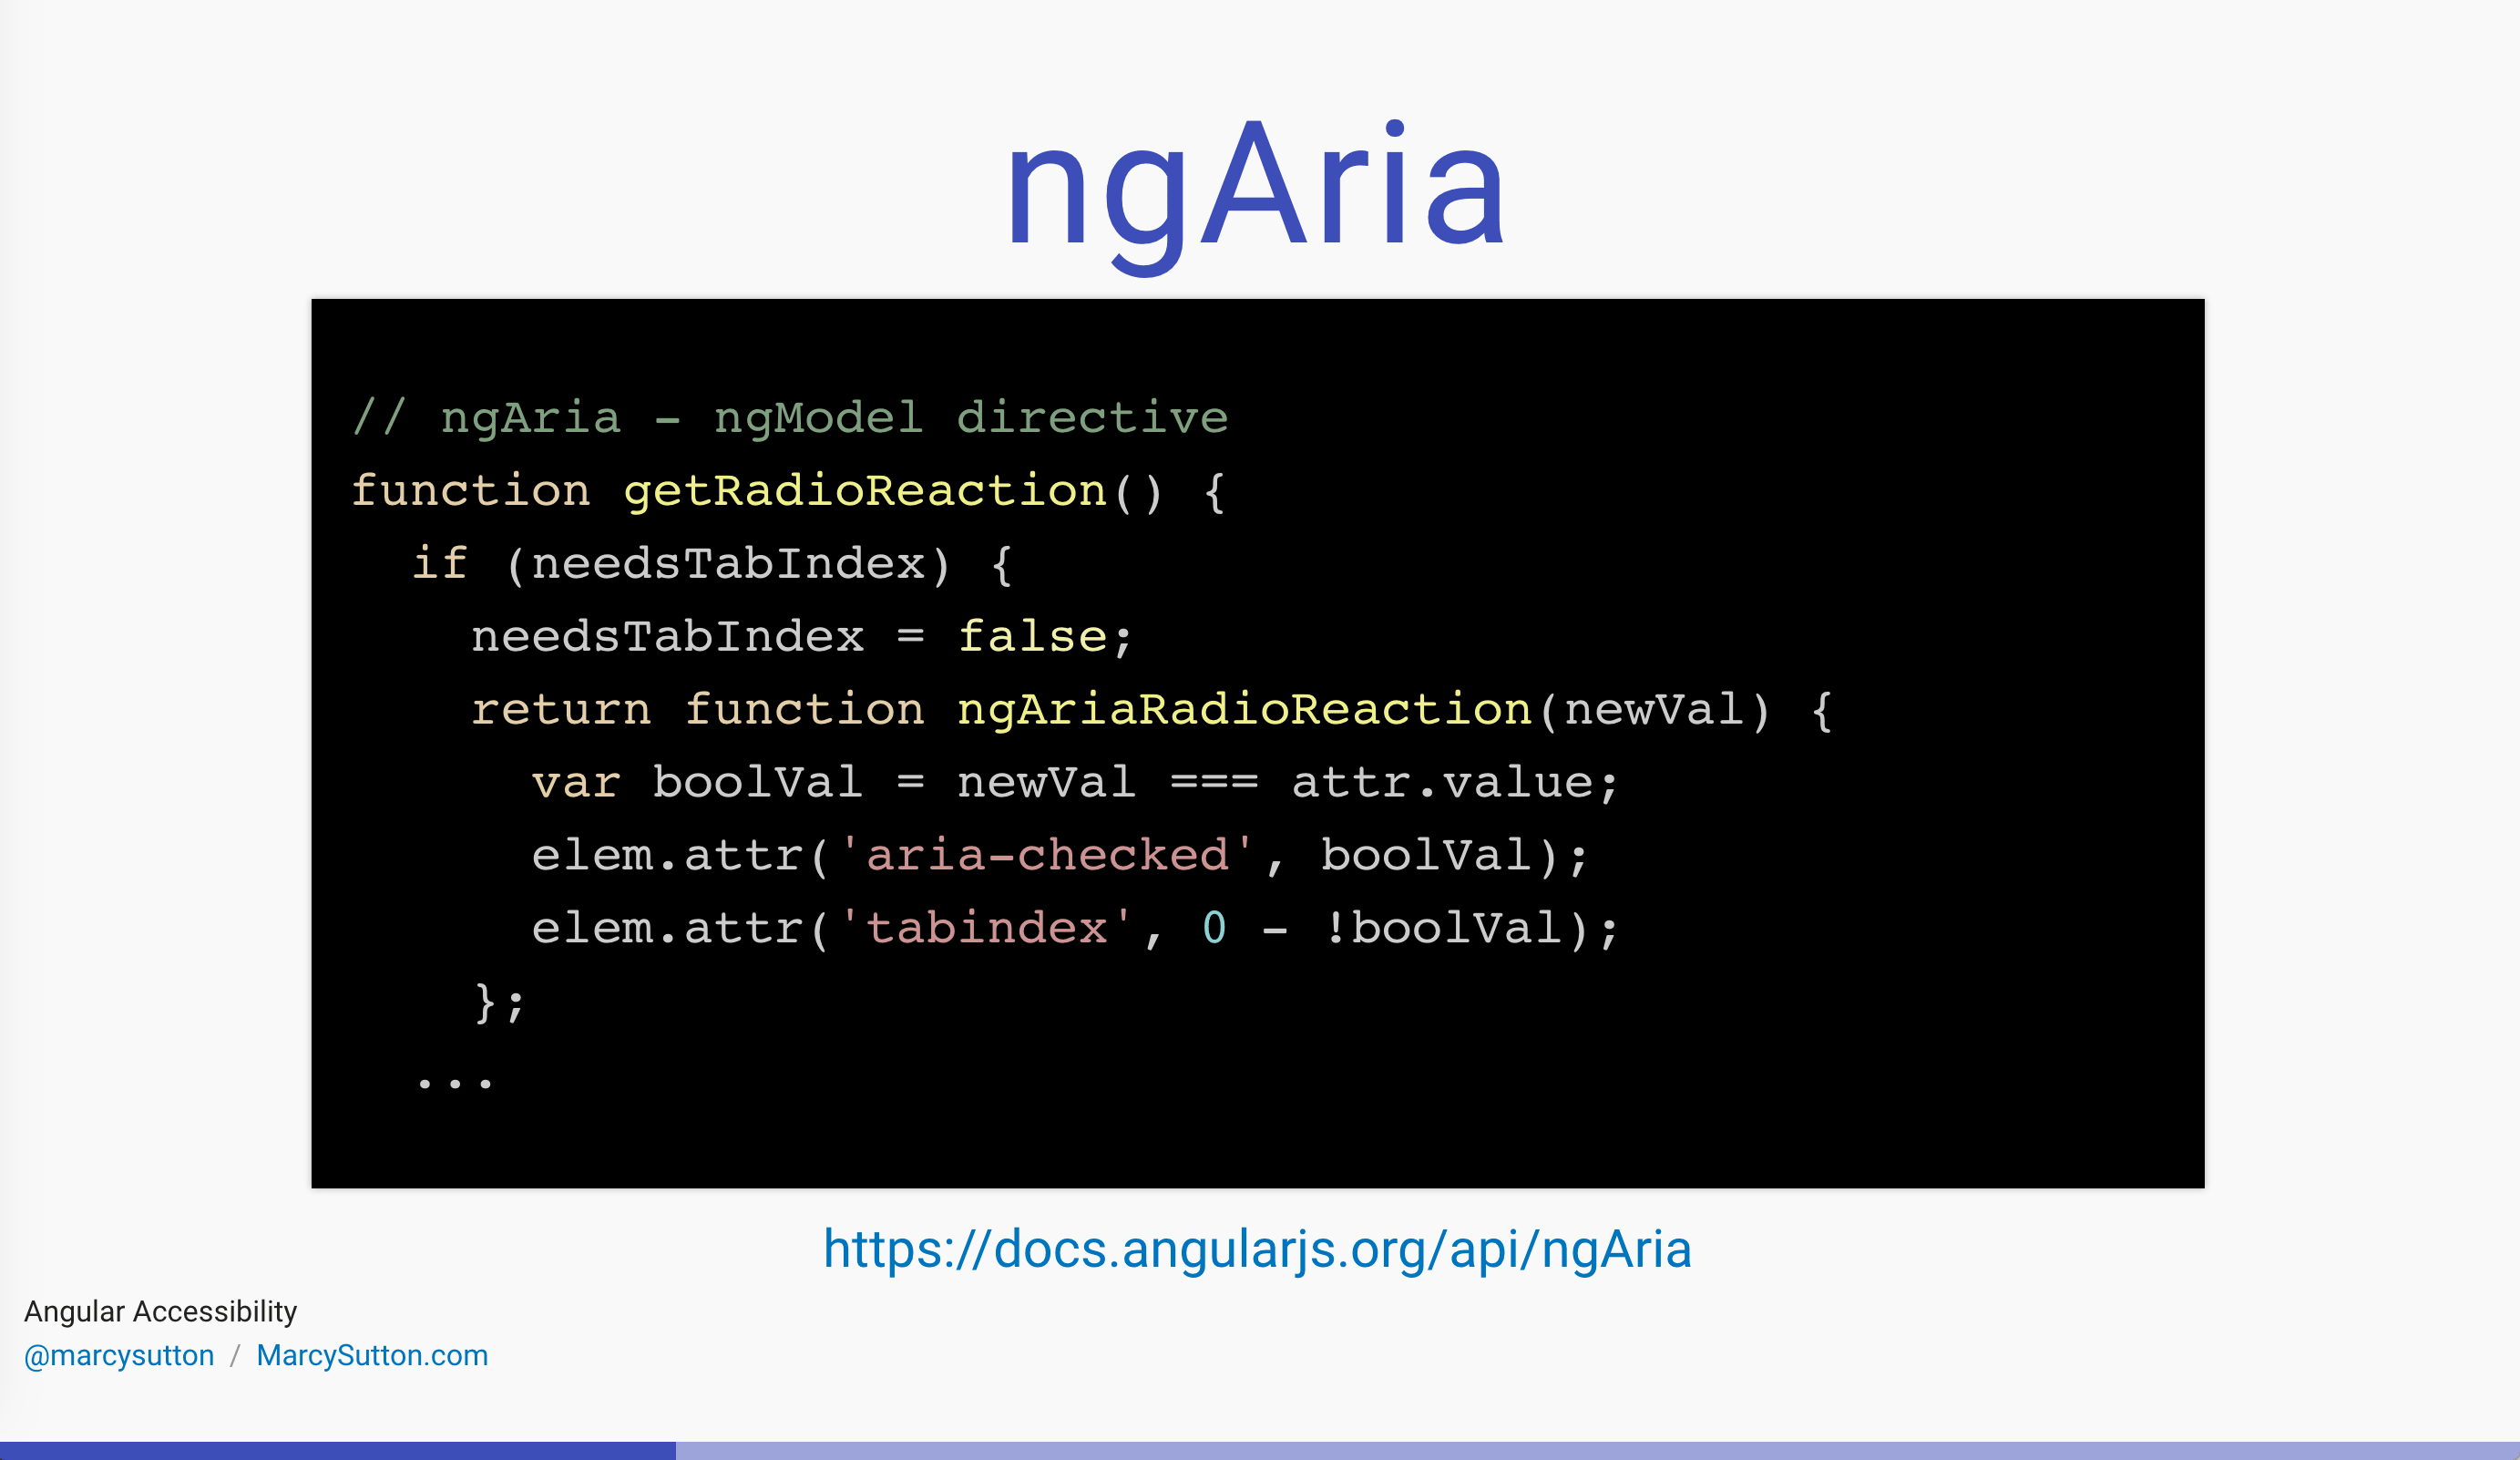 ngAria
// ngAria - ngModel directive
function getRadioReaction() {
  if (needsTabIndex) {
    needsTabIndex = false;
    return function ngAriaRadioReaction(newVal) {
      var boolVal = newVal === attr.value;
      elem.attr('aria-checked', boolVal);
      elem.attr('tabindex', 0 - !boolVal);
    };
  ...
https://docs.angularjs.org/api/ngAria
Angular Accessibility
@marcysutton / MarcySutton.com